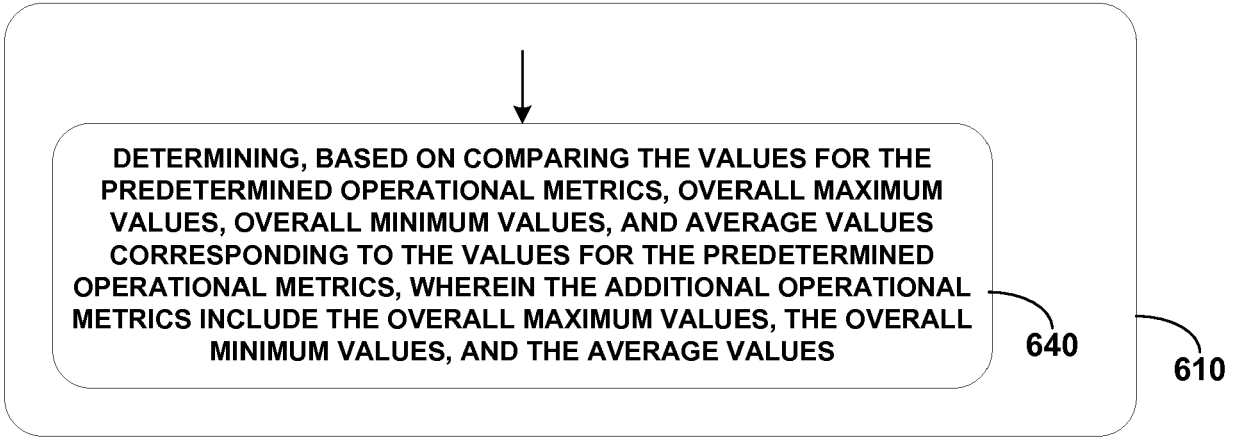 DETERMINING, BASED ON COMPARING THE VALUES FOR THE
PREDETERMINED OPERATIONAL METRICS, OVERALL MAXIMUM
VALUES, OVERALL MINIMUM VALUES, AND AVERAGE VALUES
CORRESPONDING TO THE VALUES FOR THE PREDETERMINED
OPERATIONAL METRICS, WHEREIN THE ADDITIONAL OPERATIONAL
METRICS INCLUDE THE OVERALL MAXIMUM VALUES, THE OVERALL
MINIMUM VALUES, AND THE AVERAGE VALUES
640
610